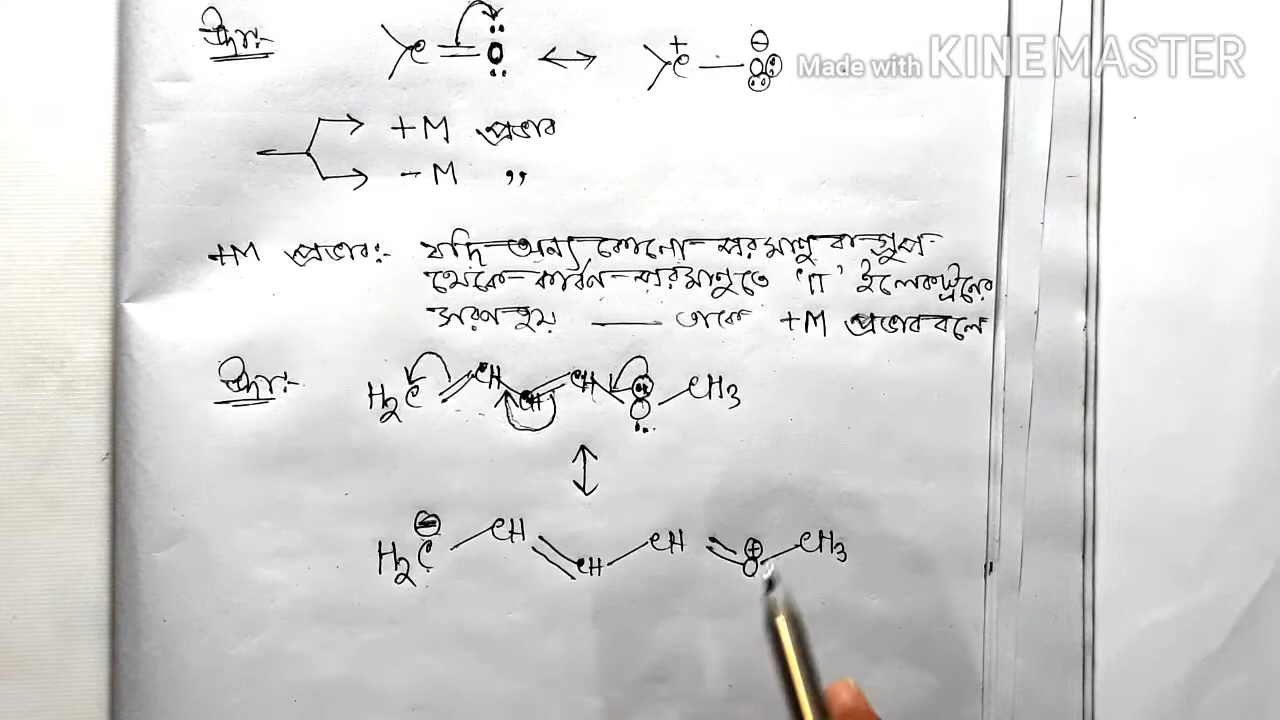 উদাঃ- >C=O ↔ >C⁺—O⊖
Made with KINEMASTER
+M প্রভাব
-M ,,
+M প্রভাবঃ- যদি অন্য কোনো পরমাণু বা গ্রুপ
থেকে কার্বন পরমাণুতে 'π' ইলেকট্রনের
সরণ হয় —— তাকে +M প্রভাব বলে
উদাঃ- H₂C=CH-CH=CH-O-CH₃
↕
H₂C⊖-CH=CH-CH=O⊕-CH₃